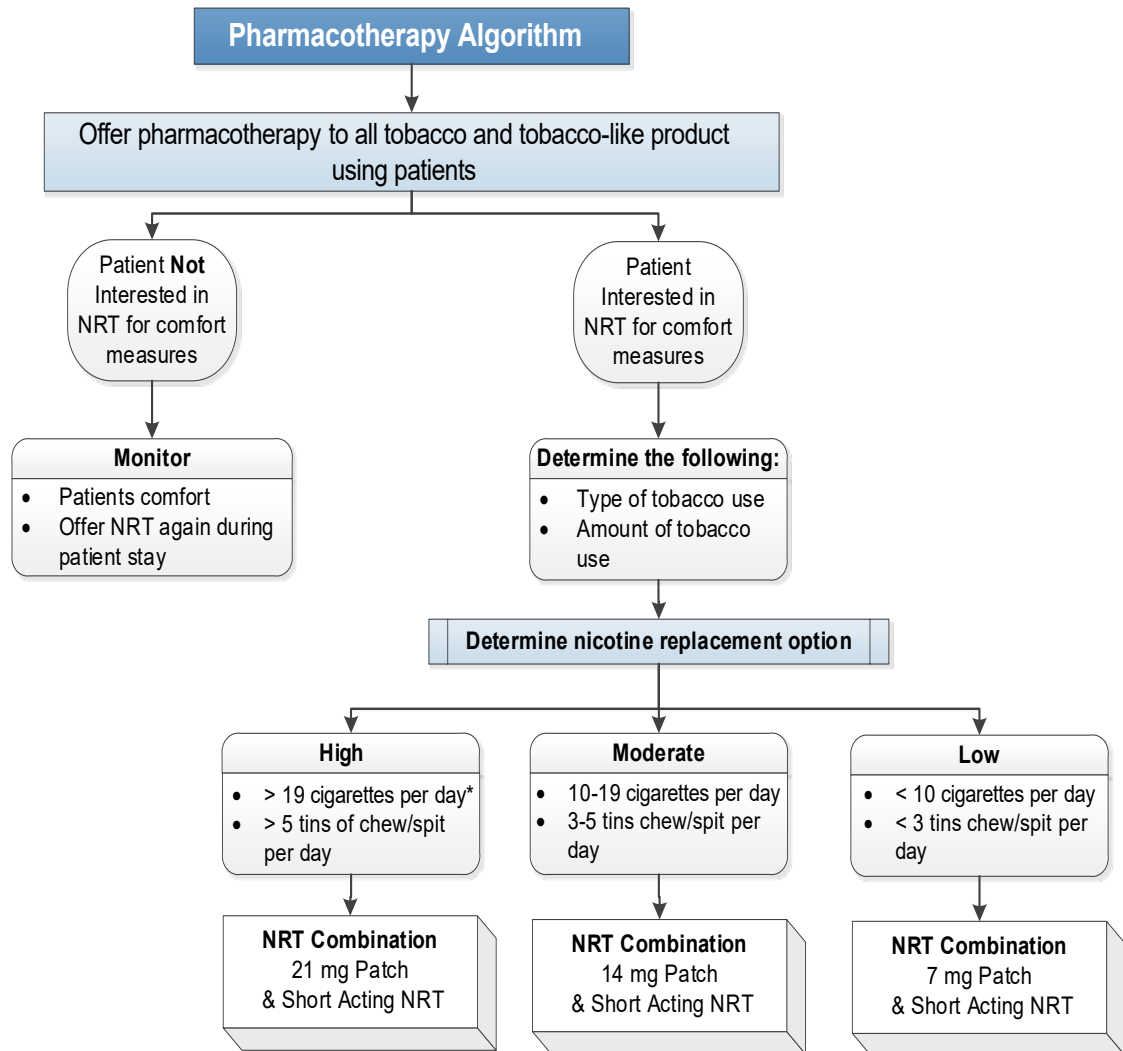 Pharmacotherapy Algorithm
Offer pharmacotherapy to all tobacco and tobacco-like product
using patients
Patient Not
Interested in
NRT for comfort
measures
Patient
Interested in
NRT for comfort
measures
Monitor
• Patients comfort
• Offer NRT again during
patient stay
Determine the following:
• Type of tobacco use
• Amount of tobacco
use
Determine nicotine replacement option
High
• > 19 cigarettes per day*
• > 5 tins of chew/spit
per day
Moderate
• 10-19 cigarettes per day
• 3-5 tins chew/spit per
day
Low
• < 10 cigarettes per day
• < 3 tins chew/spit per
day
NRT Combination
21 mg Patch
& Short Acting NRT
NRT Combination
14 mg Patch
& Short Acting NRT
NRT Combination
7 mg Patch
& Short Acting NRT